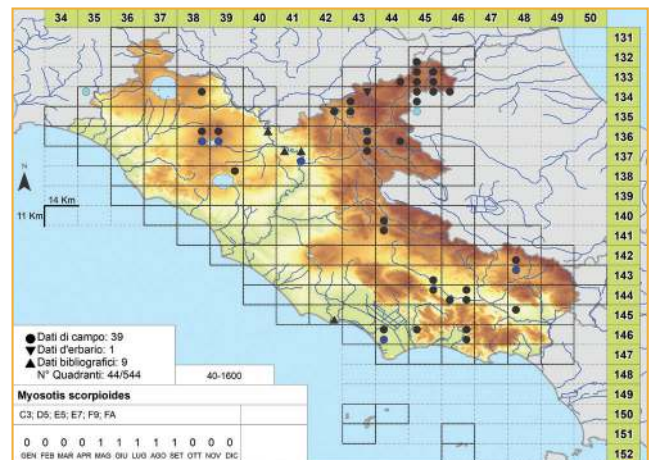 34 35 36 37 38 39 40 41 42 43 44 45 46 47 48 49 50
131
132
133
134
135
136
137
138
139
140
141
142
143
144
145
146
147
148
149
150
151
152
N
14 Km
11 Km
Dati di campo: 39
Dati d'erbario: 1
Dati bibliografici: 9
N° Quadranti: 44/544
40-1600
Myosotis scorpioides
C3; D5; E5; E7; F9; FA
0 0 0 0 1 1 1 1 1 0 0 0
GEN FEB MAR APR MAG GIU LUG AGO SET OTT NOV DIC